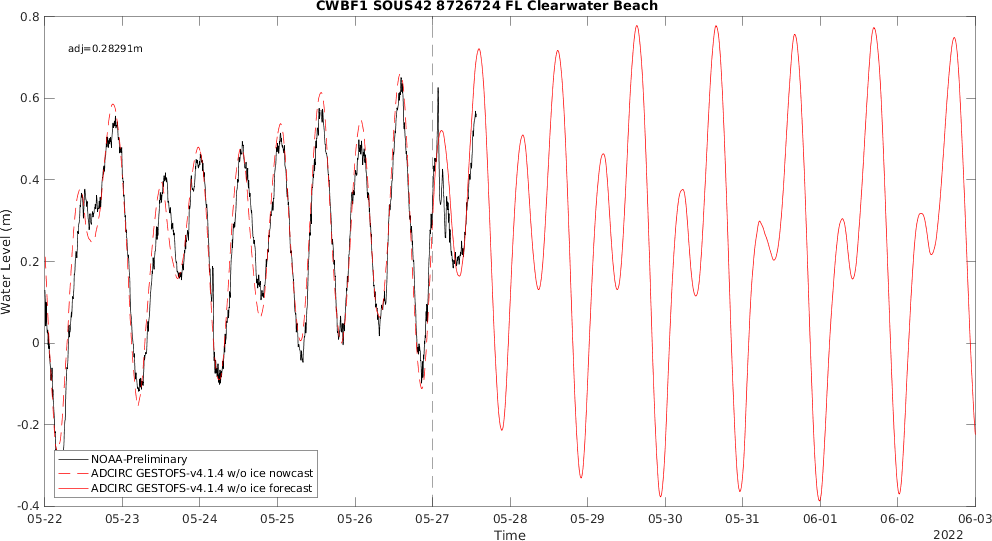 CWBF1 SOUS42 8726724 FL Clearwater Beach
adj=0.28291m
0.8
0.6
0.4
0.2
0
-0.2
-0.4
Water Level (m)
NOAA-Preliminary
ADCIRC GESTOFS-v4.1.4 w/o ice nowcast
ADCIRC GESTOFS-v4.1.4 w/o ice forecast
05-22 05-23 05-24 05-25 05-26 05-27 05-28 05-29 05-30 05-31 06-01 06-02 06-03
Time
2022